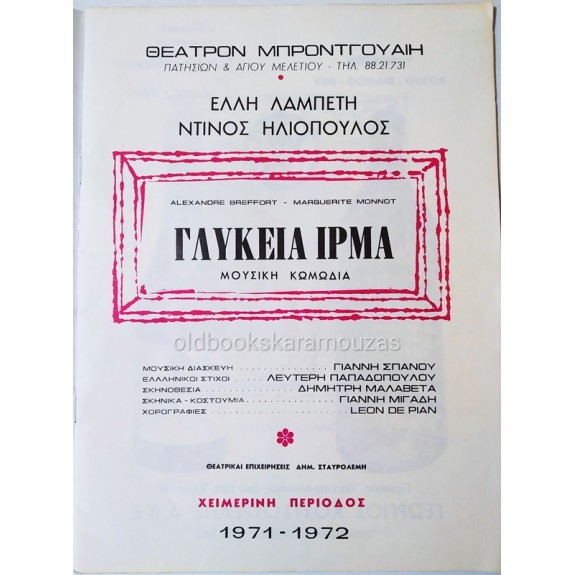 ΘΕΑΤΡΟΝ ΜΠΡΟΝΤΓΟΥΑΙΗ
ΠΑΤΗΣΙΩΝ & ΑΓΙΟΥ ΜΕΛΕΤΙΟΥ - ΤΗΛ. 88.21.731
ΕΛΛΗ ΛΑΜΠΕΤΗ
ΝΤΙΝΟΣ ΗΛΙΟΠΟΥΛΟΣ
ALEXANDRE BREFFORT - MARGUERITE MONNOT
ΓΛΥΚΕΙΑ ΙΡΜΑ
ΜΟΥΣΙΚΗ ΚΩΜΩΔΙΑ
oldbookskaramouzas
ΜΟΥΣΙΚΗ ΔΙΑΣΚΕΥΗ . . . . . . . . . . . . ΓΙΑΝΝΗ ΣΠΑΝΟΥ
ΕΛΛΛΗΝΙΚΟΙ ΣΤΙΧΟΙ . . . . ΛΕΥΤΕΡΗ ΠΑΠΑΔΟΠΟΥΛΟΥ
ΣΚΗΝΟΘΕΣΙΑ . . . . . . . . . . . . ΔΗΜΗΤΡΗ ΜΑΛΑΒΕΤΑ
ΣΚΗΝΙΚΑ - ΚΟΣΤΟΥΜΙΑ . . . . . . . . . . . ΓΙΑΝΝΗ ΜΙΓΑΔΗ
ΧΟΡΟΓΡΑΦΙΕΣ . . . . . . . . . . . . . . . . LEON DE PIAN
ΘΕΑΤΡΙΚΑΙ ΕΠΙΧΕΙΡΗΣΕΙΣ ΔΗΜ. ΣΤΑΥΡΟΛΕΜΗ
ΧΕΙΜΕΡΙΝΗ ΠΕΡΙΟΔΟΣ
1971 - 1972